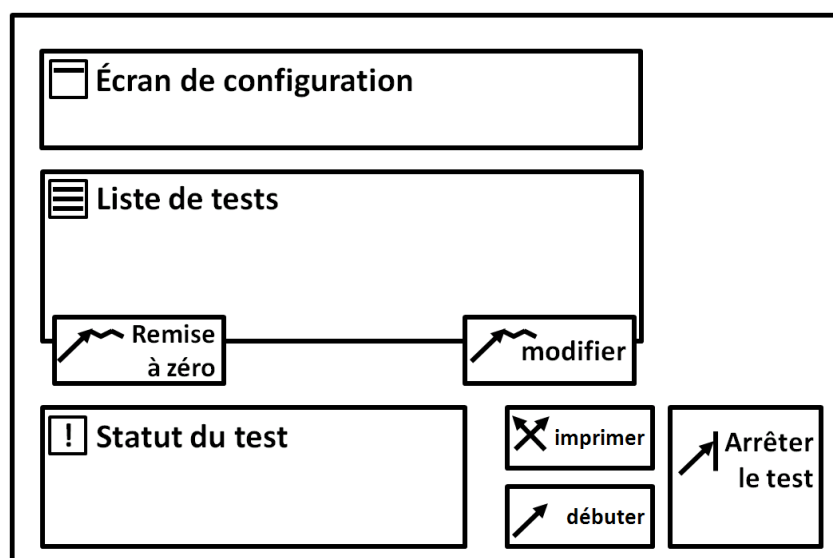 Écran de configuration
Liste de tests
Remise
à zéro
modifier
! Statut du test
imprimer
débuter
Arrêter
le test